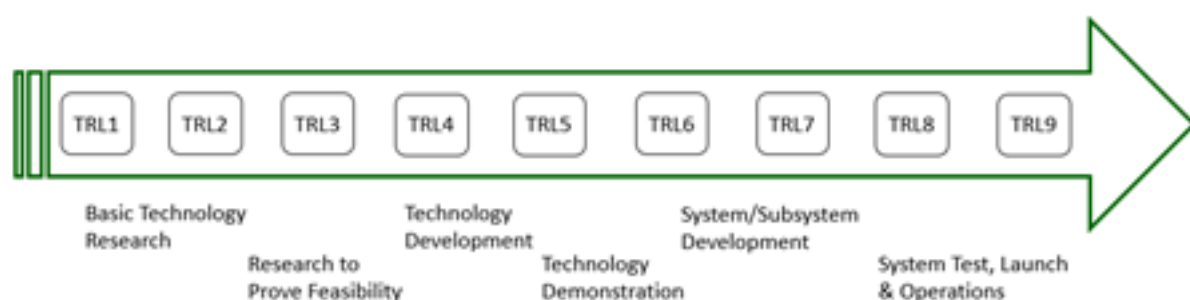 TRL1 TRL2 TRL3 TRL4 TRL5 TRL6 TRL7 TRL8 TRL9
Basic Technology
Research
Research to
Prove Feasibility
Technology
Development
Technology
Demonstration
System/Subsystem
Development
System Test, Launch
& Operations